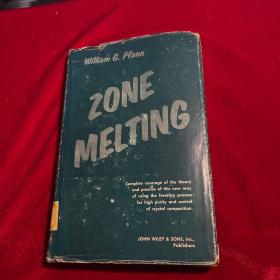 William G. Pfann
ZONE
MELTING
Complete coverage of the theory
and practice of this new way
of using the freezing process
for high purity and control
of crystal composition.
JOHN WILEY & SONS, Inc.,
Publishers